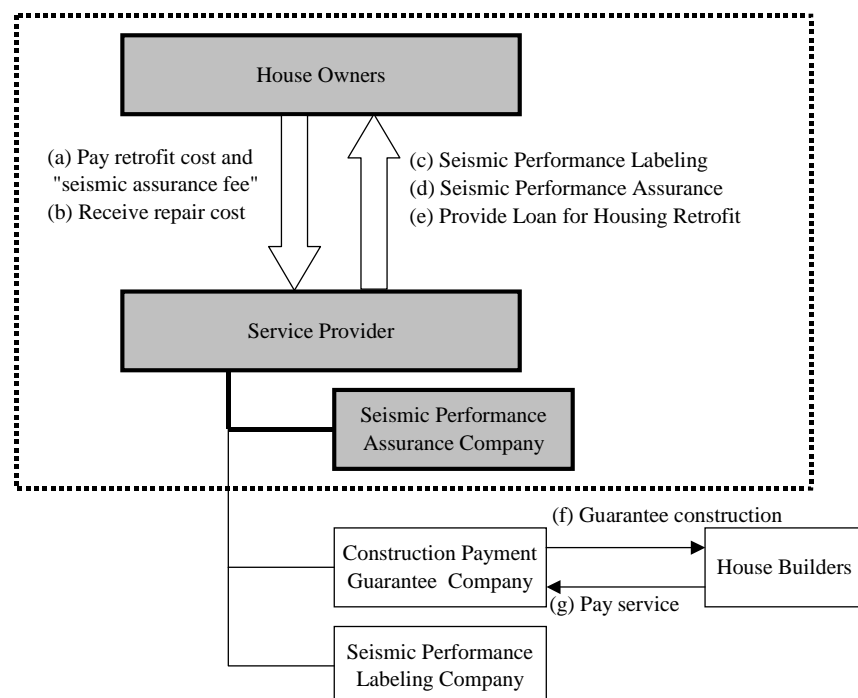 House Owners
(a) Pay retrofit cost and
"seismic assurance fee"
(b) Receive repair cost
(c) Seismic Performance Labeling
(d) Seismic Performance Assurance
(e) Provide Loan for Housing Retrofit
Service Provider
Seismic Performance
Assurance Company
(f) Guarantee construction
Construction Payment
Guarantee Company
House Builders
(g) Pay service
Seismic Performance
Labeling Company